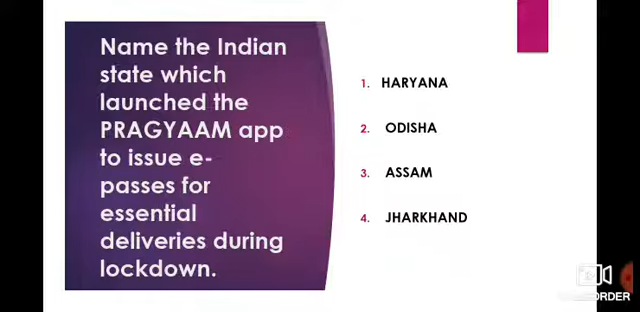 Name the Indian
state which
launched the
PRAGYAAM app
to issue e-
passes for
essential
deliveries during
lockdown.
1. HARYANA
2. ODISHA
3. ASSAM
4. JHARKHAND